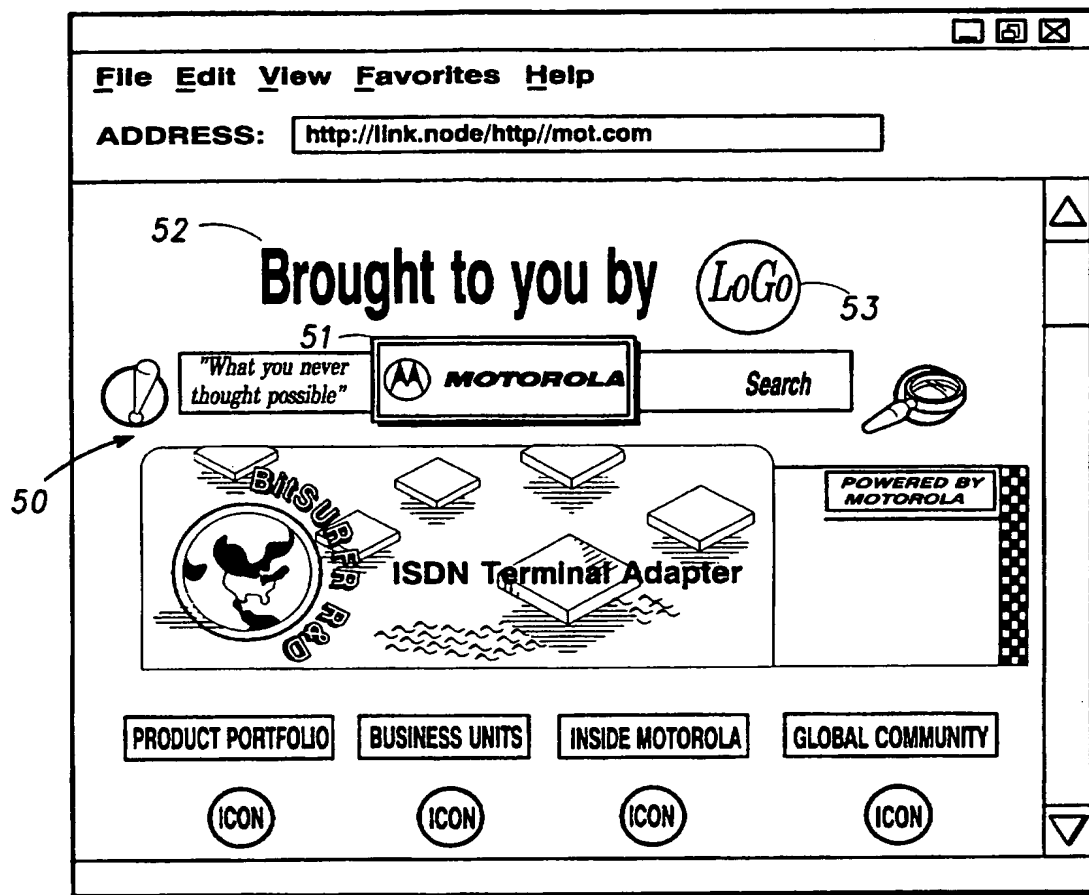 File Edit View Favorites Help
ADDRESS: http://link.node/http//mot.com
52
Brought to you by LoGo
53
51
"What you never
thought possible"
MOTOROLA
Search
50
BitSURFR R&D
POWERED BY
MOTOROLA
ISDN Terminal Adapter
PRODUCT PORTFOLIO BUSINESS UNITS INSIDE MOTOROLA GLOBAL COMMUNITY
ICON ICON ICON ICON